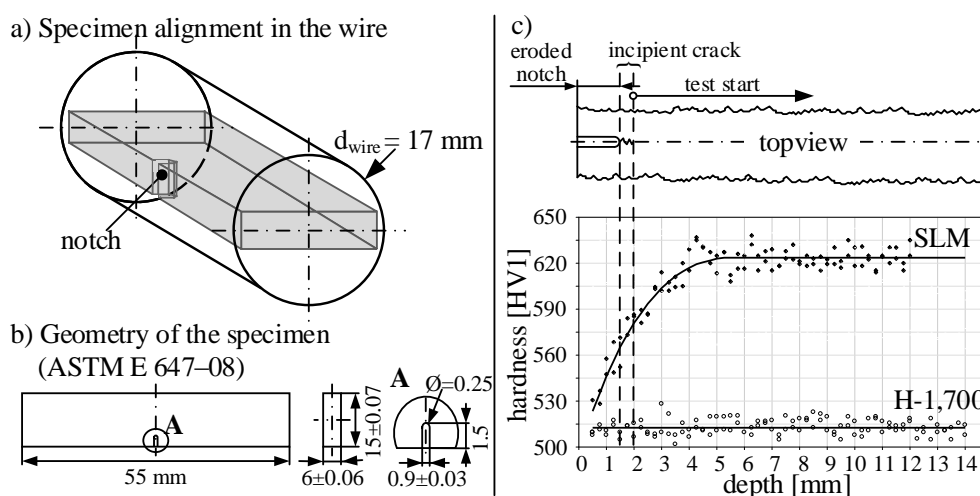 a) Specimen alignment in the wire
d_wire = 17 mm
notch
b) Geometry of the specimen
(ASTM E 647–08)
A
55 mm
6±0.06
15±0.07
A
Ø=0.25
1.5
0.9±0.03
c)
eroded
notch
incipient crack
test start
topview
hardness [HV1]
650
620
590
560
530
500
SLM
H-1,700
0 1 2 3 4 5 6 7 8 9 10 11 12 13 14
depth [mm]